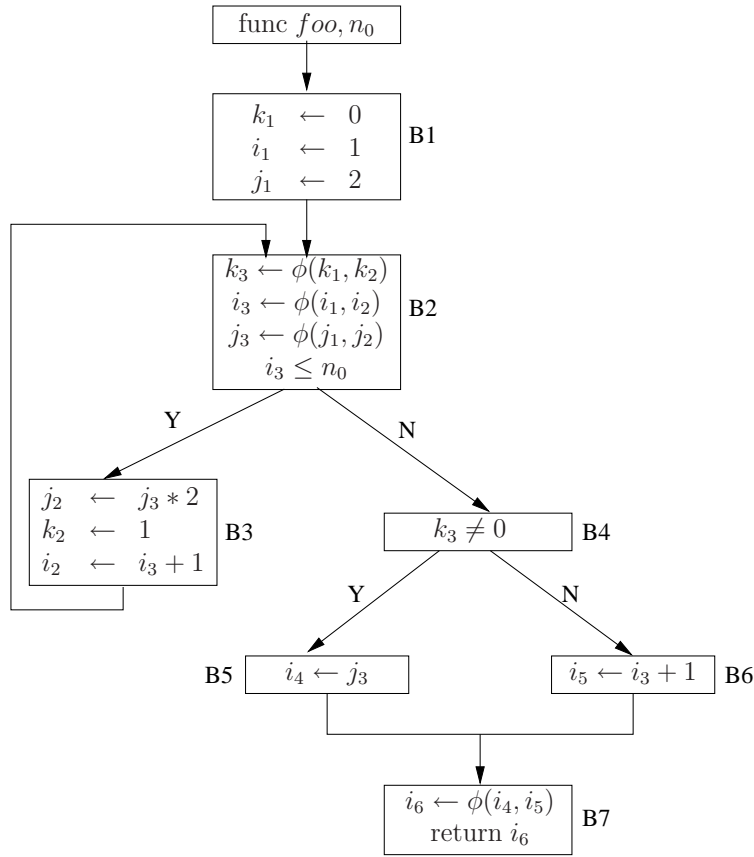 func foo, n₀
k₁ ← 0
i₁ ← 1
j₁ ← 2
B1
k₃ ← ϕ(k₁, k₂)
i₃ ← ϕ(i₁, i₂)
j₃ ← ϕ(j₁, j₂)
i₃ ≤ n₀
B2
Y
N
j₂ ← j₃ ∗ 2
k₂ ← 1
i₂ ← i₃ + 1
B3
k₃ ≠ 0
B4
Y
N
B5
i₄ ← j₃
i₅ ← i₃ + 1
B6
i₆ ← ϕ(i₄, i₅)
return i₆
B7